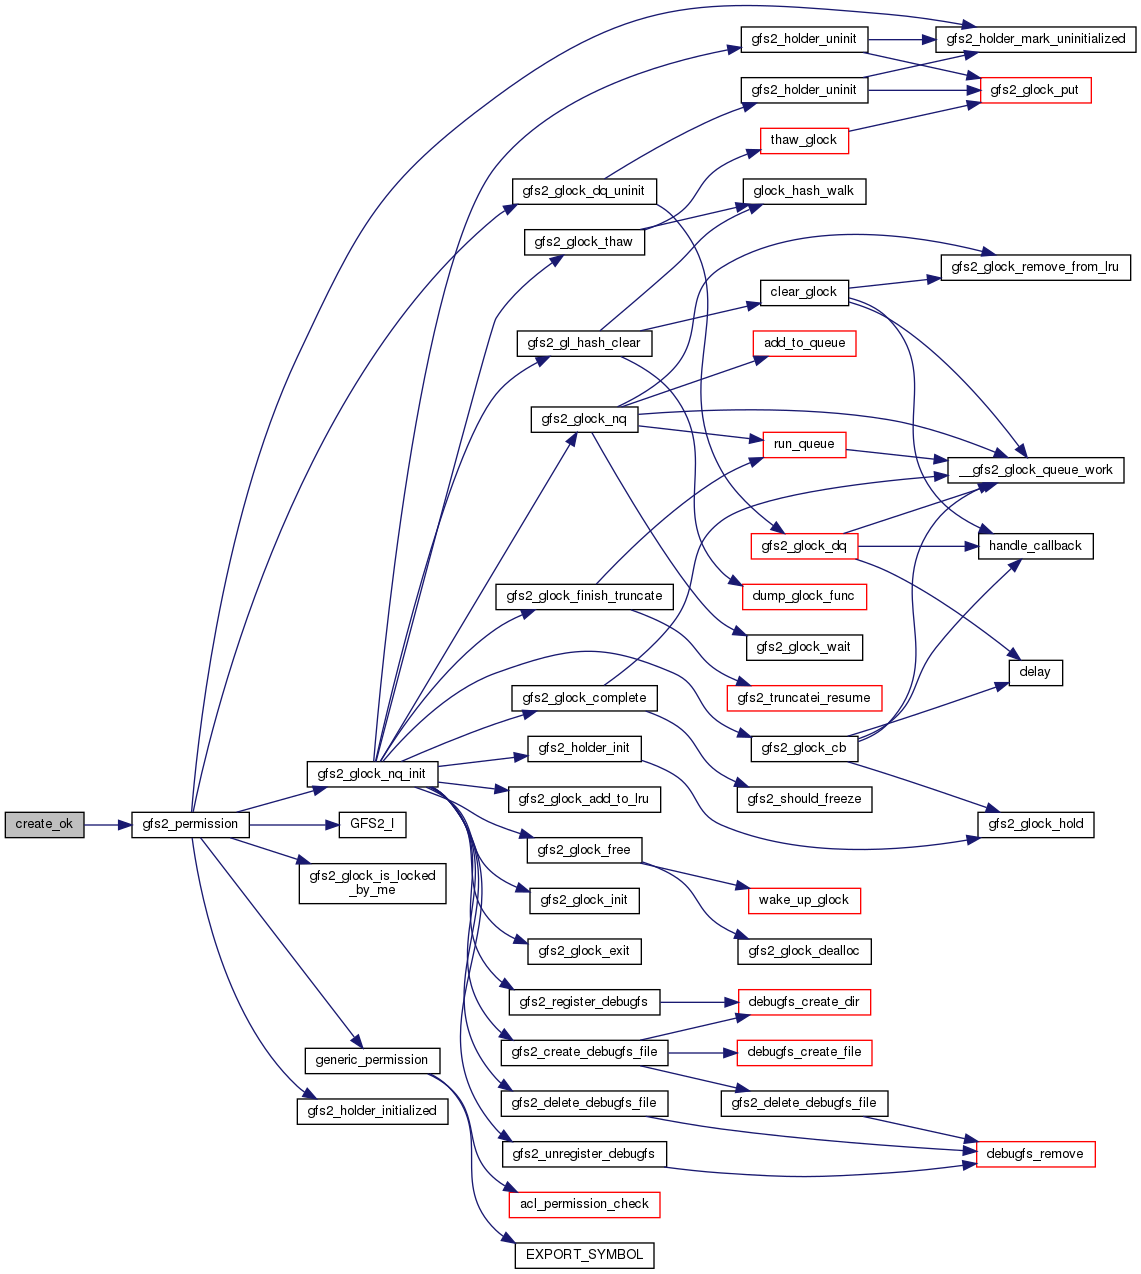 create_ok
gfs2_permission
gfs2_glock_nq_init
GFS2_I
gfs2_glock_is_locked
_by_me
generic_permission
gfs2_holder_initialized
gfs2_glock_dq_uninit
gfs2_glock_thaw
gfs2_gl_hash_clear
gfs2_glock_nq
gfs2_glock_finish_truncate
gfs2_glock_complete
gfs2_holder_init
gfs2_glock_add_to_lru
gfs2_glock_free
gfs2_glock_init
gfs2_glock_exit
gfs2_register_debugfs
gfs2_create_debugfs_file
gfs2_delete_debugfs_file
gfs2_unregister_debugfs
acl_permission_check
EXPORT_SYMBOL
gfs2_holder_uninit
gfs2_holder_uninit
thaw_glock
glock_hash_walk
clear_glock
add_to_queue
run_queue
gfs2_glock_dq
dump_glock_func
gfs2_glock_wait
gfs2_truncatei_resume
gfs2_glock_cb
gfs2_should_freeze
wake_up_glock
gfs2_glock_dealloc
debugfs_create_dir
debugfs_create_file
gfs2_delete_debugfs_file
gfs2_holder_mark_uninitialized
gfs2_glock_put
gfs2_glock_remove_from_lru
__gfs2_glock_queue_work
handle_callback
delay
gfs2_glock_hold
debugfs_remove